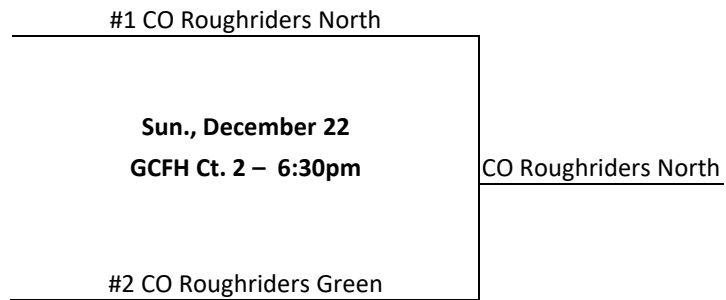 #1 CO Roughriders North
Sun., December 22
GCFH Ct. 2 – 6:30pm
CO Roughriders North
#2 CO Roughriders Green